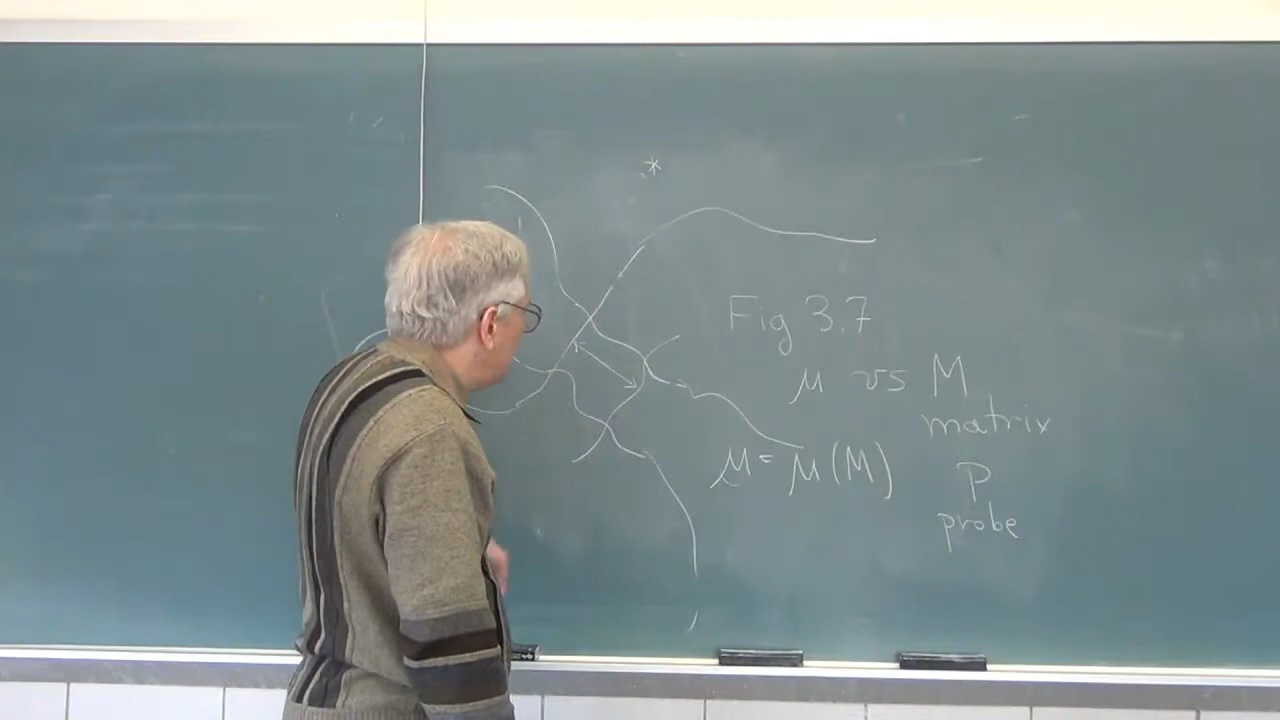 *
Fig 3.7
μ vs M
matrix
μ = μ(M)
P
probe